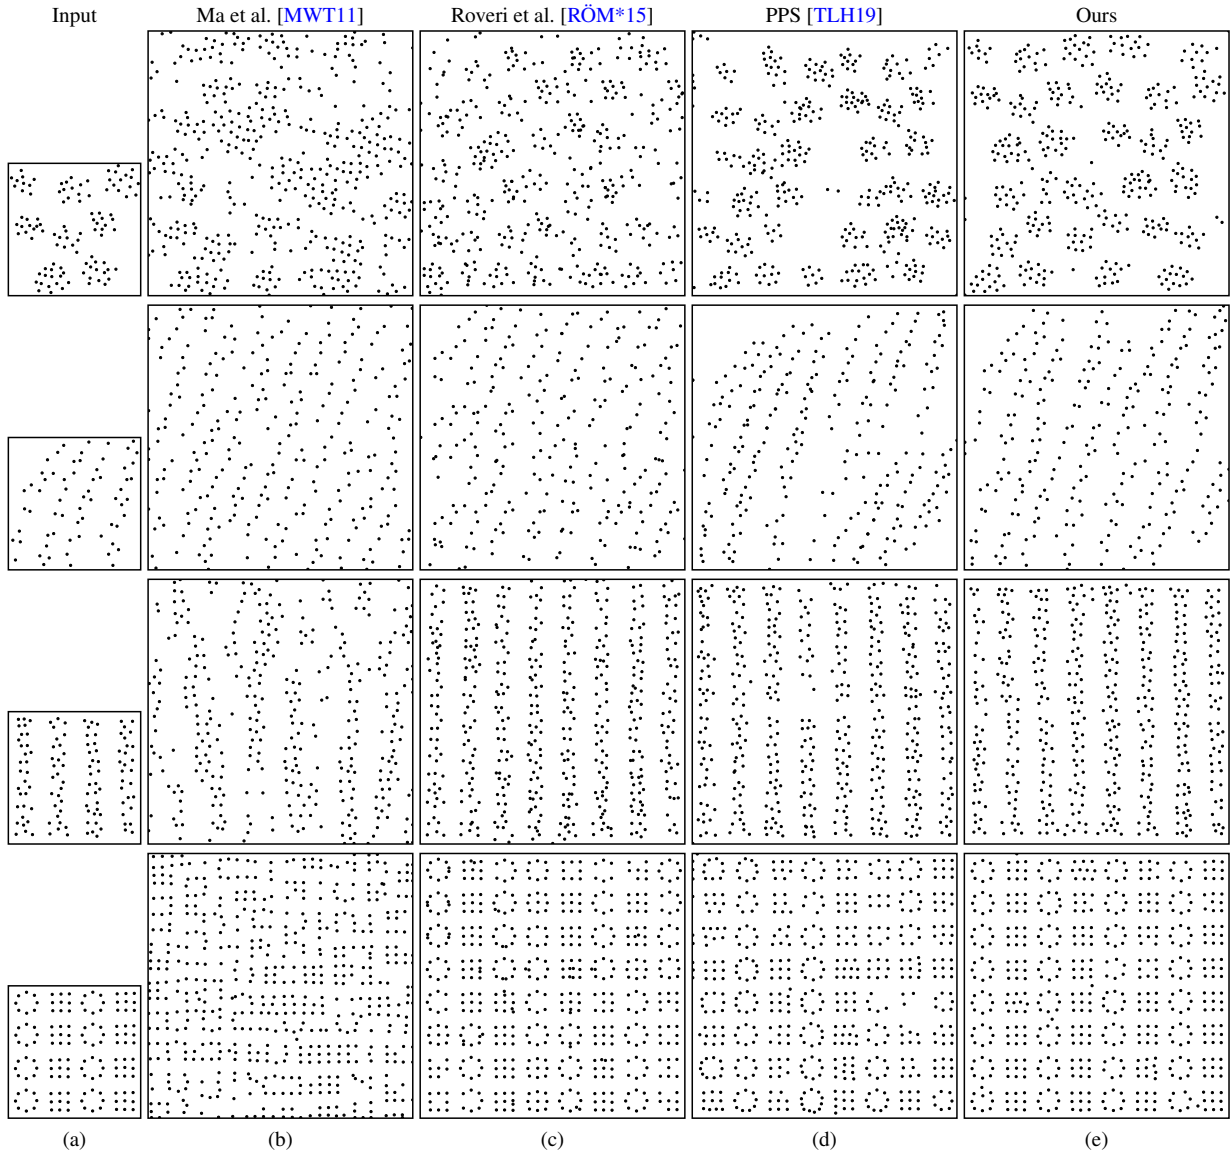 Input Ma et al. [MWT11] Roveri et al. [RÖM*15] PPS [TLH19] Ours
(a) (b) (c) (d) (e)